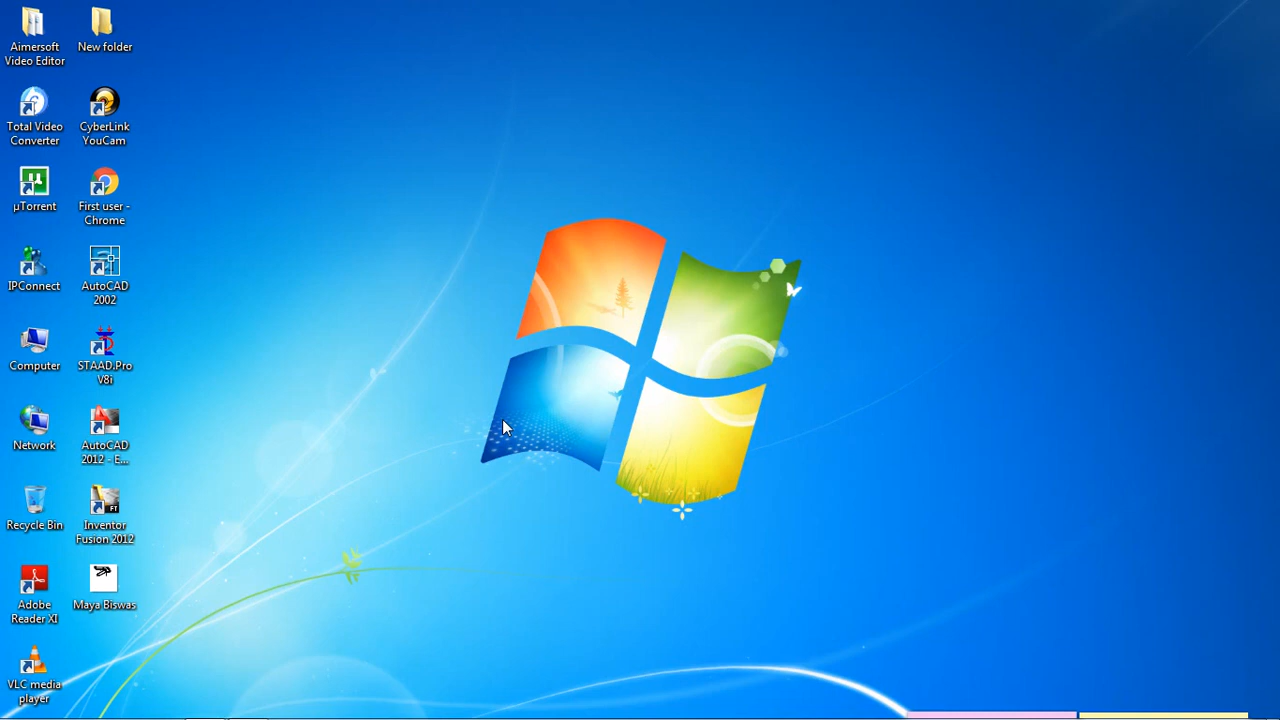 Aimersoft
Video Editor
New folder
Total Video
Converter
CyberLink
YouCam
µTorrent
First user -
Chrome
IPConnect
AutoCAD
2002
Computer
STAAD.Pro
V8i
Network
AutoCAD
2012 - E...
Recycle Bin
FT
Inventor
Fusion 2012
Adobe
Reader XI
Maya Biswas
VLC media
player